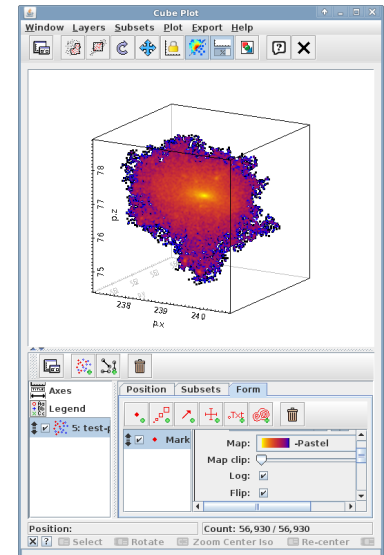 Cube Plot
Window Layers Subsets Plot Export Help
78
77
76
75
p.z
238
239
240
p.x
Axes
Legend
5: test-p
Position Subsets Form
Mark
Map: -Pastel
Map clip:
Log:
Flip:
Position: Count: 56,930 / 56,930
Select Rotate Zoom Center Iso Re-center